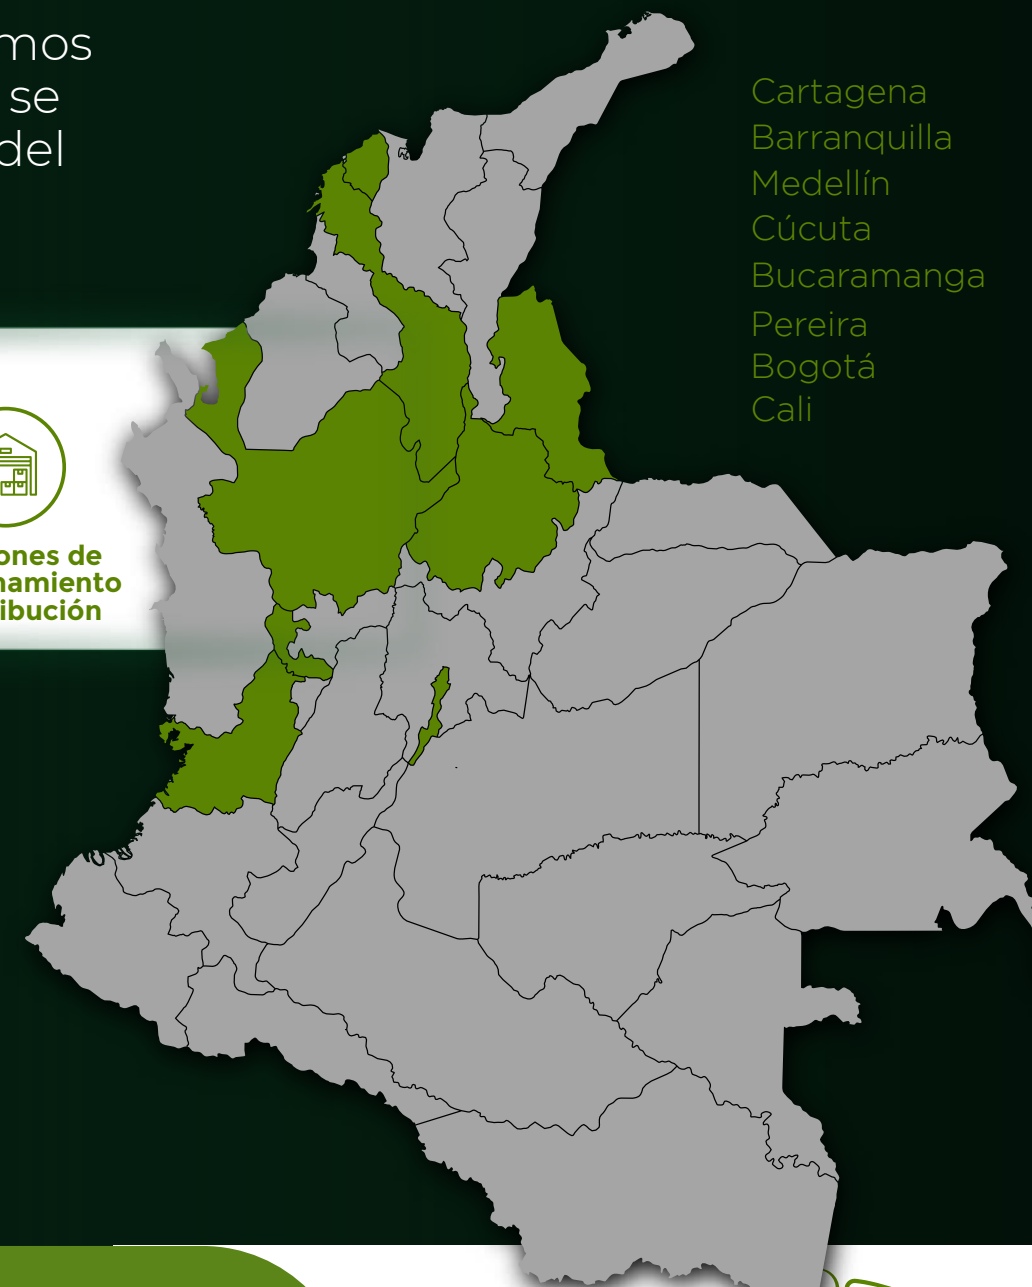 mos
se
del
Cartagena
Barranquilla
Medellín
Cúcuta
Bucaramanga
Pereira
Bogotá
Cali
ones de
namiento
ibución